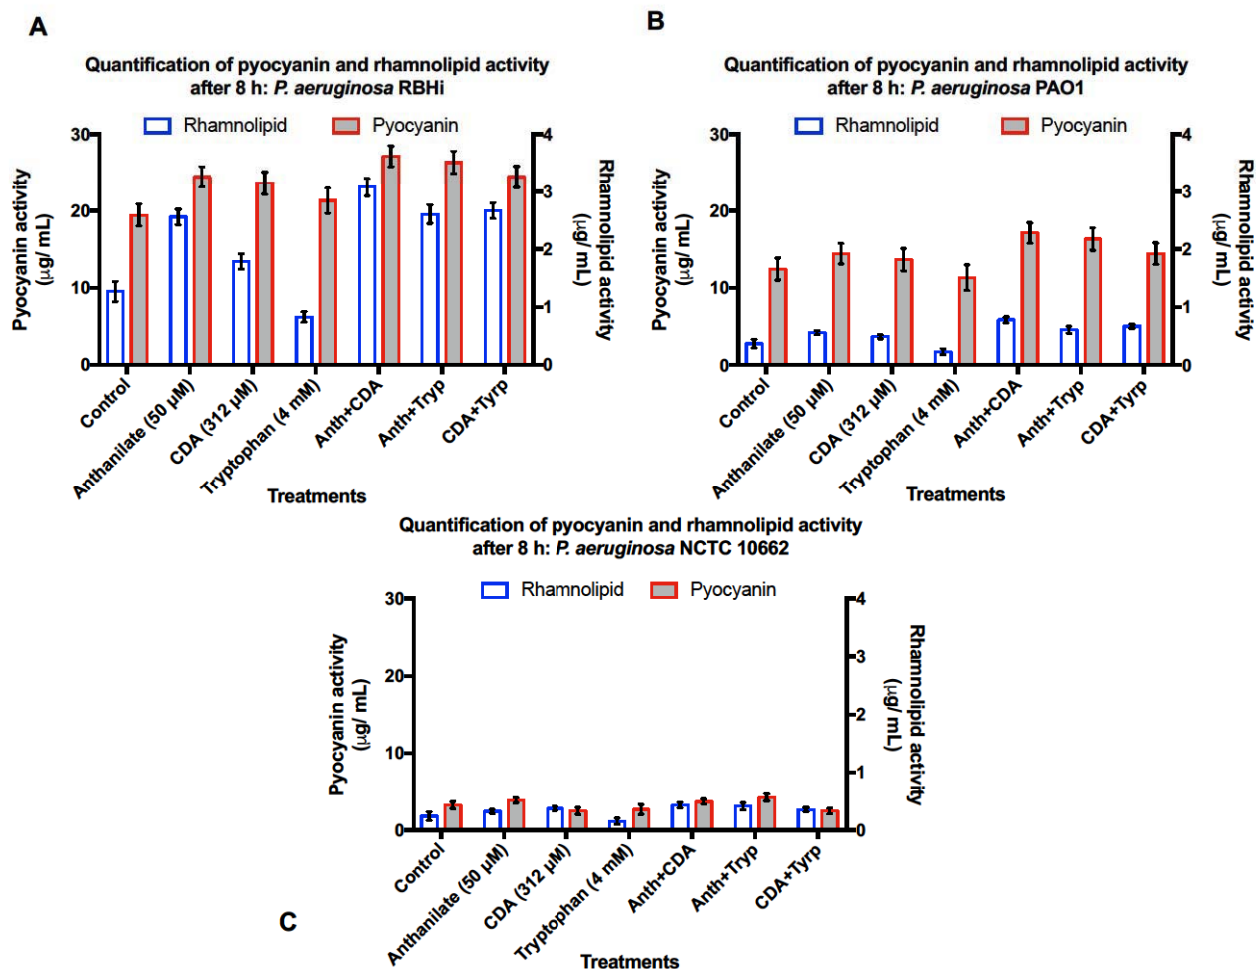 A
Quantification of pyocyanin and rhamnolipid activity
after 8 h: P. aeruginosa RBHi
Rhamnolipid
Pyocyanin
30
20
10
0
Pyocyanin activity
(μg/ mL)
4
3
2
1
0
Rhamnolipid activity
(μg/ mL)
Control
Anthanilate (50 μM)
CDA (312 μM)
Tryptophan (4 mM)
Anth+CDA
Anth+Tryp
CDA+Tyrp
Treatments
B
Quantification of pyocyanin and rhamnolipid activity
after 8 h: P. aeruginosa PAO1
Rhamnolipid
Pyocyanin
30
20
10
0
Pyocyanin activity
(μg/ mL)
4
3
2
1
0
Rhamnolipid activity
(μg/ mL)
Control
Anthanilate (50 μM)
CDA (312 μM)
Tryptophan (4 mM)
Anth+CDA
Anth+Tryp
CDA+Tyrp
Treatments
Quantification of pyocyanin and rhamnolipid activity
after 8 h: P. aeruginosa NCTC 10662
Rhamnolipid
Pyocyanin
30
20
10
0
Pyocyanin activity
(μg/ mL)
4
3
2
1
0
Rhamnolipid activity
(μg/ mL)
Control
Anthanilate (50 μM)
CDA (312 μM)
Tryptophan (4 mM)
Anth+CDA
Anth+Tryp
CDA+Tyrp
C
Treatments